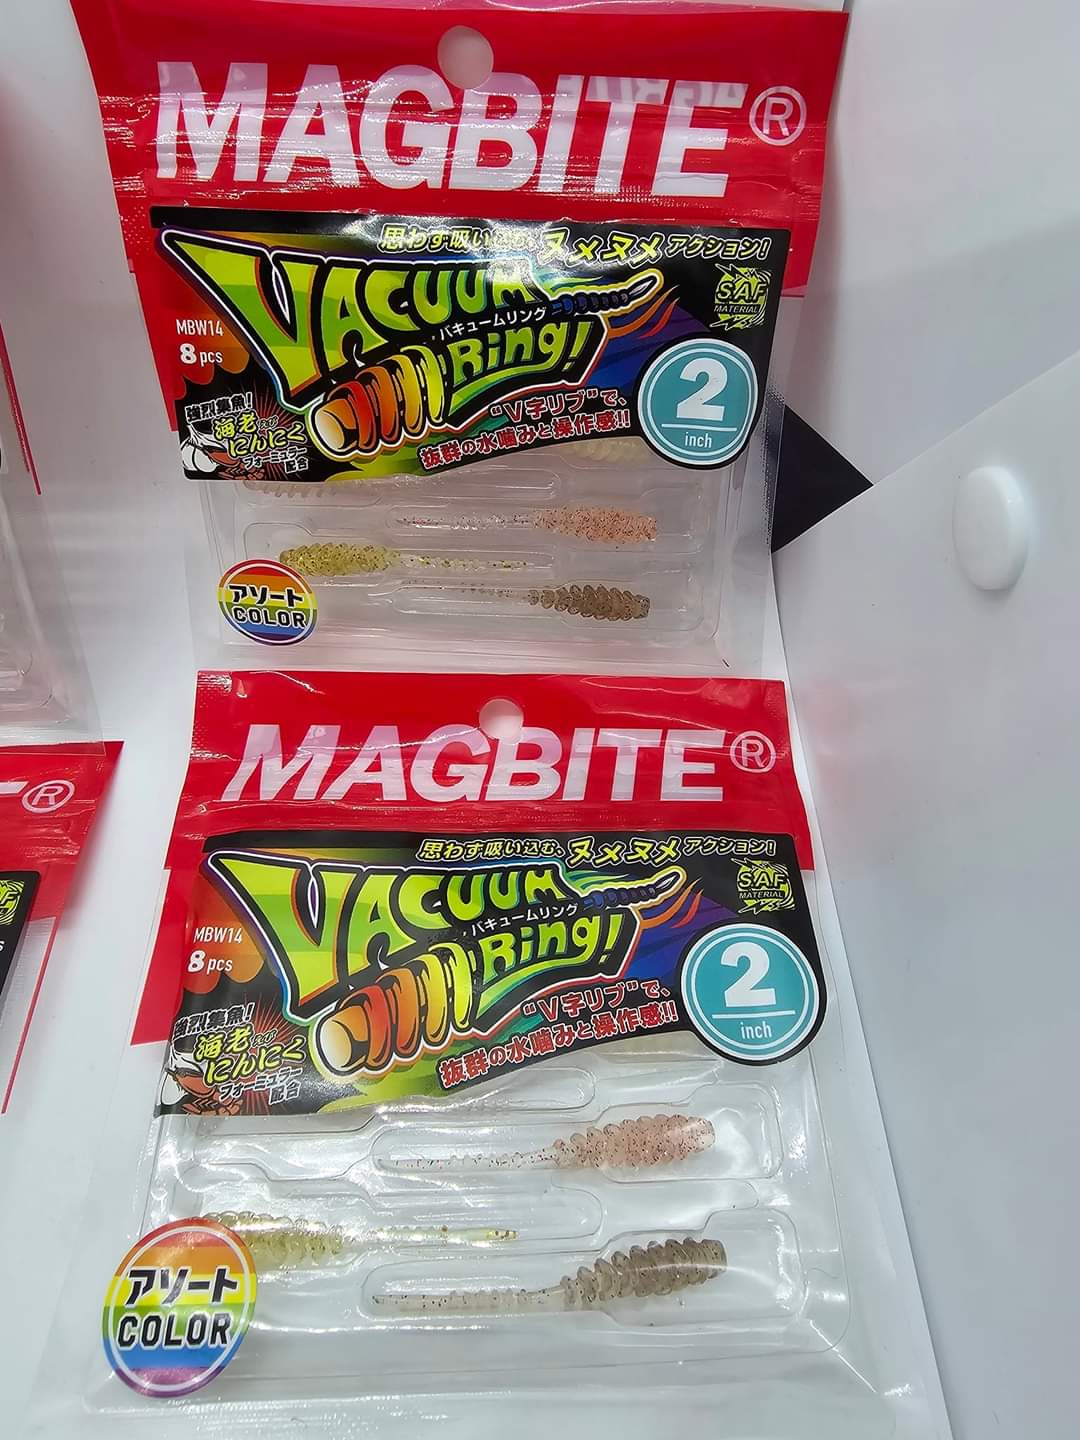 MAGBITE®
思わず吸い込む、ヌメヌメアクション!
VACUUM
バキュームリング
Ring!
S.A.F
MATERIAL
MBW14
8pcs
2
inch
強烈集魚!
海老えび
にんにく
フォーミュラー
配合
"V字リブ"で、
抜群の水噛みと操作感!!
アソート
COLOR
®
MAGBITE®
思わず吸い込む、ヌメヌメアクション!
VACUUM
バキュームリング
Ring!
S.A.F
MATERIAL
MBW14
8pcs
2
inch
強烈集魚!
海老えび
にんにく
フォーミュラー
配合
"V字リブ"で、
抜群の水噛みと操作感!!
アソート
COLOR